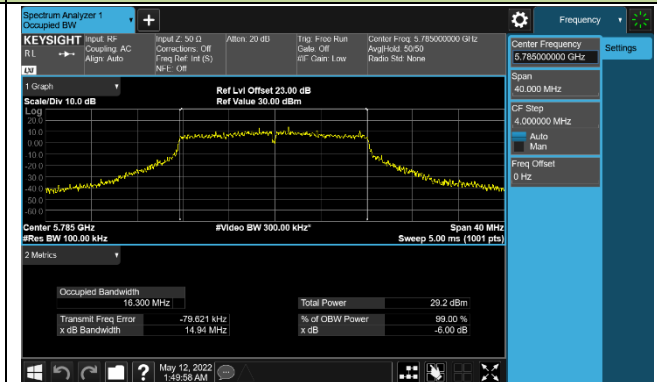 Spectrum Analyzer 1
Occupied BW
+
Frequency
KEYSIGHT
RL
LXI
Input: RF
Coupling: AC
Align: Auto
Input Z: 50 Ω
Corrections: Off
Freq Ref: Int (S)
NFE: Off
Atten: 20 dB
Trig: Free Run
Gate: Off
#IF Gain: Low
Center Freq: 5.785000000 GHz
Avg|Hold: 50/50
Radio Std: None
Center Frequency
5.785000000 GHz
Settings
Span
40.000 MHz
CF Step
4.000000 MHz
Auto
Man
Freq Offset
0 Hz
1 Graph
Scale/Div 10.0 dB
Ref Lvl Offset 23.00 dB
Ref Value 30.00 dBm
Log
20.0
10.0
0.00
-10.0
-20.0
-30.0
-40.0
-50.0
-60.0
Center 5.785 GHz
#Res BW 100.00 kHz
#Video BW 300.00 kHz*
Span 40 MHz
Sweep 5.00 ms (1001 pts)
2 Metrics
Occupied Bandwidth
16.300 MHz
Total Power 29.2 dBm
Transmit Freq Error -79.621 kHz
% of OBW Power 99.00 %
x dB Bandwidth 14.94 MHz
x dB -6.00 dB
?
May 12, 2022
1:49:58 AM